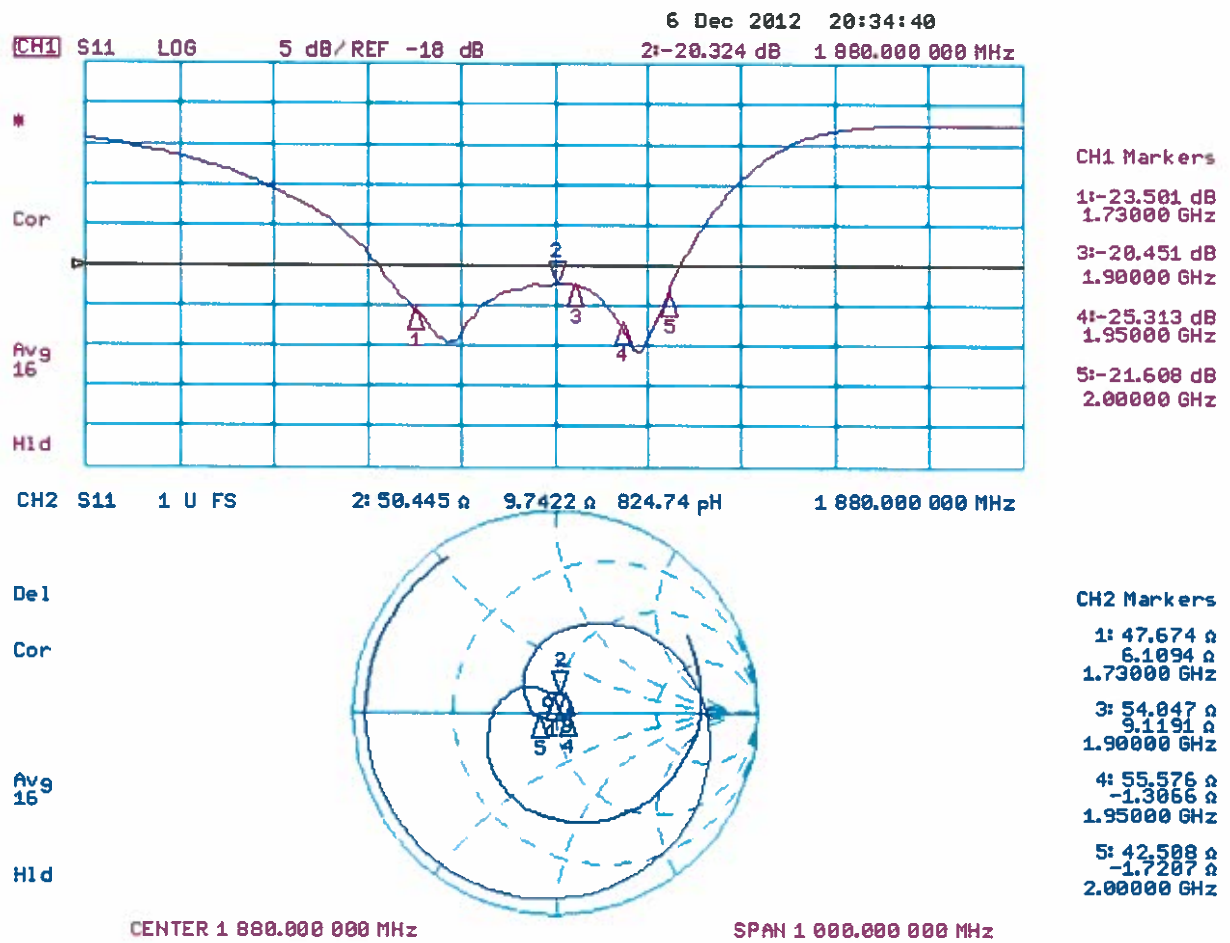 6 Dec 2012 20:34:40
CH1 S11 LOG 5 dB/REF -18 dB 2:-20.324 dB 1 880.000 000 MHz
*
Cor
Avg
16
Hld
2
1
3
4
5
CH1 Markers
1:-23.501 dB
1.73000 GHz
3:-20.451 dB
1.90000 GHz
4:-25.313 dB
1.95000 GHz
5:-21.608 dB
2.00000 GHz
CH2 S11 1 U FS 2: 50.445 Ω 9.7422 Ω 824.74 pH 1 880.000 000 MHz
Del
Cor
Avg
16
Hld
2
5
1
4
CH2 Markers
1: 47.674 Ω
6.1094 Ω
1.73000 GHz
3: 54.047 Ω
9.1191 Ω
1.90000 GHz
4: 55.576 Ω
-1.3066 Ω
1.95000 GHz
5: 42.508 Ω
-1.7207 Ω
2.00000 GHz
CENTER 1 880.000 000 MHz SPAN 1 000.000 000 MHz